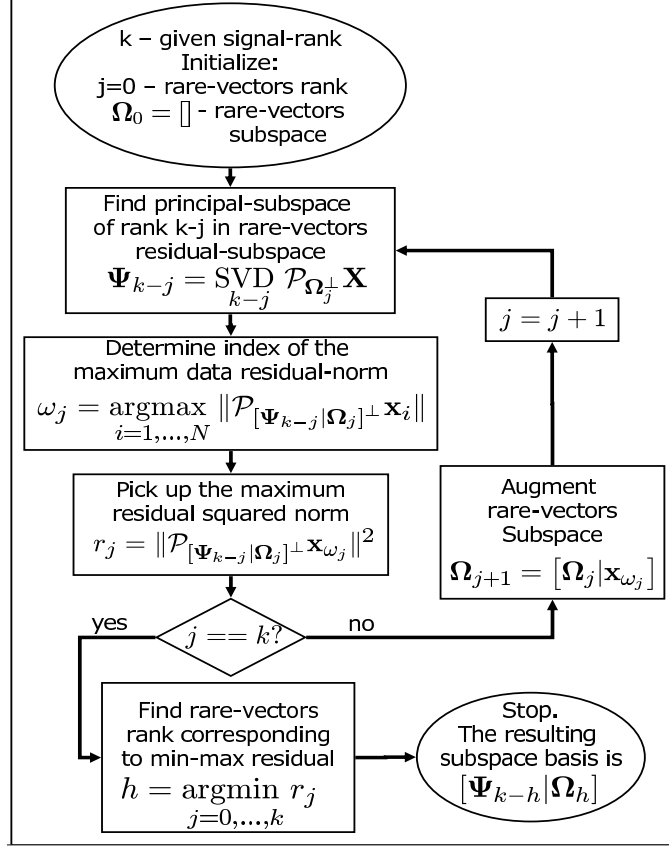 k – given signal-rank
Initialize:
j=0 – rare-vectors rank
Ω₀ = [] - rare-vectors
subspace
Find principal-subspace
of rank k-j in rare-vectors
residual-subspace
Ψ_{k−j} = SVD 𝒫_{Ω_j^⊥} X
k−j
j = j + 1
Determine index of the
maximum data residual-norm
ω_j = argmax ‖𝒫_{[Ψ_{k−j}|Ω_j]^⊥} x_i‖
i=1,...,N
Pick up the maximum
residual squared norm
r_j = ‖𝒫_{[Ψ_{k−j}|Ω_j]^⊥} x_{ω_j}‖²
Augment
rare-vectors
Subspace
Ω_{j+1} = [Ω_j|x_{ω_j}]
yes
j == k?
no
Find rare-vectors
rank corresponding
to min-max residual
h = argmin r_j
j=0,...,k
Stop.
The resulting
subspace basis is
[Ψ_{k−h}|Ω_h]